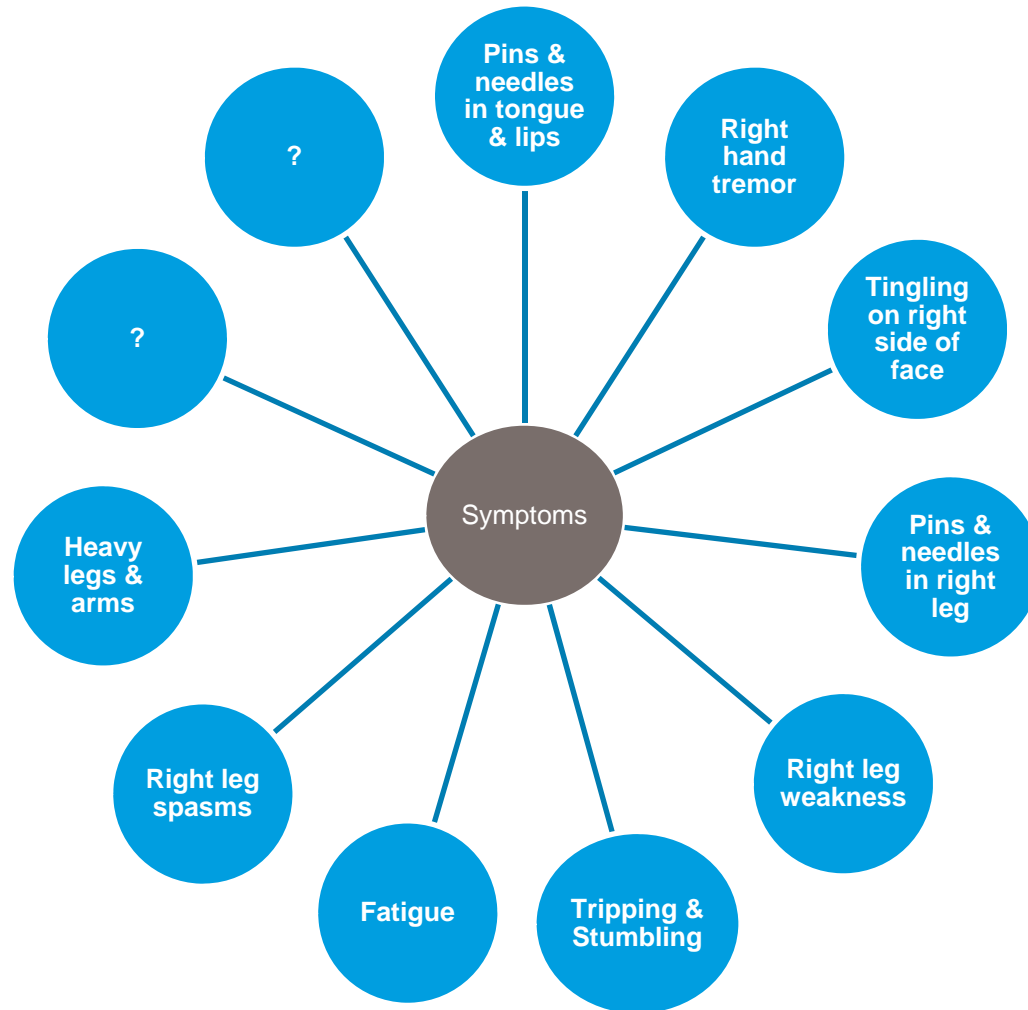 Pins &
needles
in tongue
& lips
Right
hand
tremor
Tingling
on right
side of
face
Pins &
needles
in right
leg
Right leg
weakness
Tripping &
Stumbling
Fatigue
Right leg
spasms
Heavy
legs &
arms
?
?
Symptoms